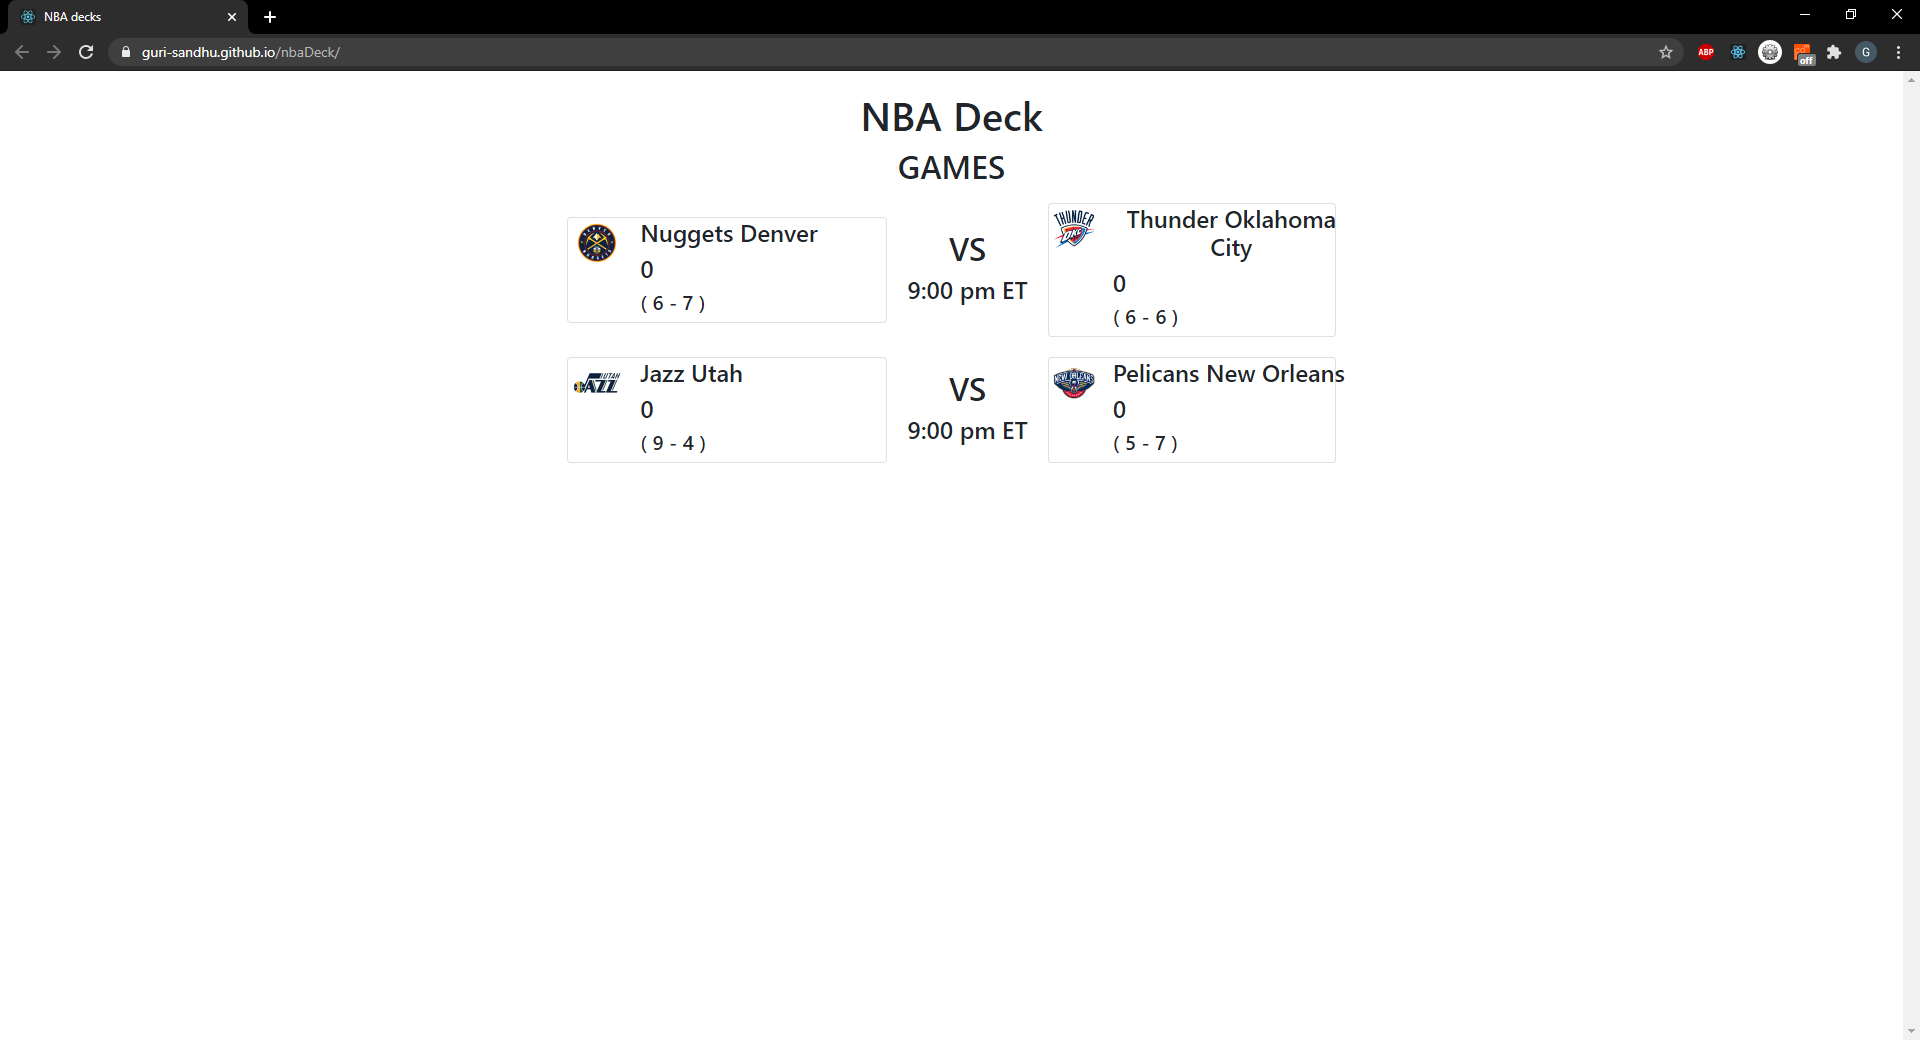 NBA decks
guri-sandhu.github.io/nbaDeck/
ABP
off
G
NBA Deck
GAMES
Nuggets Denver
0
( 6 - 7 )
VS
9:00 pm ET
THUNDER
OKC
Thunder Oklahoma
City
0
( 6 - 6 )
UTAH
JAZZ
Jazz Utah
0
( 9 - 4 )
VS
9:00 pm ET
NEW ORLEANS
Pelicans New Orleans
0
( 5 - 7 )